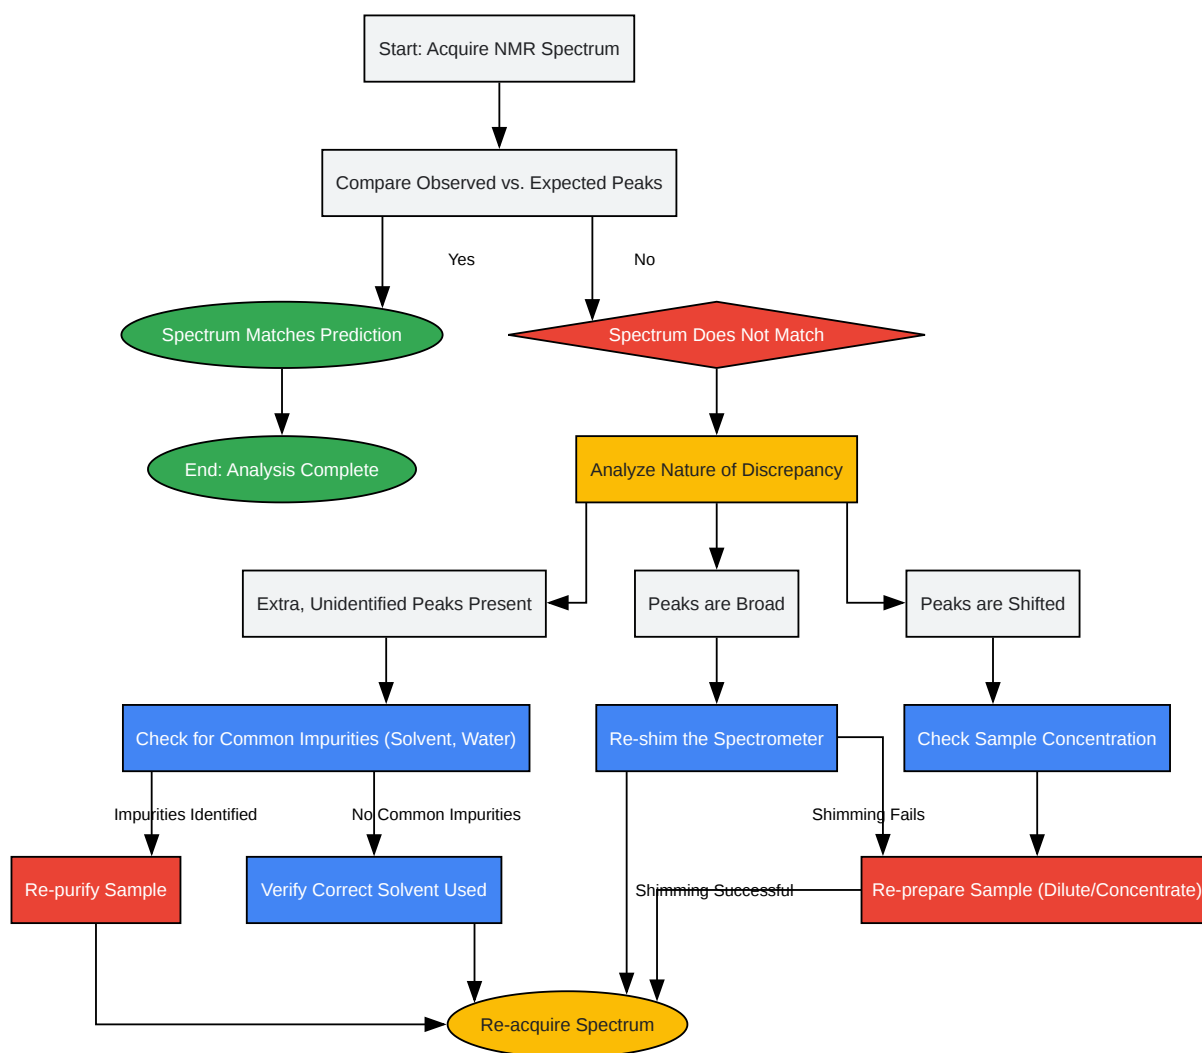 Start: Acquire NMR Spectrum
Compare Observed vs. Expected Peaks
Yes
No
Spectrum Matches Prediction
Spectrum Does Not Match
End: Analysis Complete
Analyze Nature of Discrepancy
Extra, Unidentified Peaks Present
Peaks are Broad
Peaks are Shifted
Check for Common Impurities (Solvent, Water)
Re-shim the Spectrometer
Check Sample Concentration
Impurities Identified
No Common Impurities
Shimming Fails
Re-purify Sample
Verify Correct Solvent Used
Shimming Successful
Re-prepare Sample (Dilute/Concentrate)
Re-acquire Spectrum